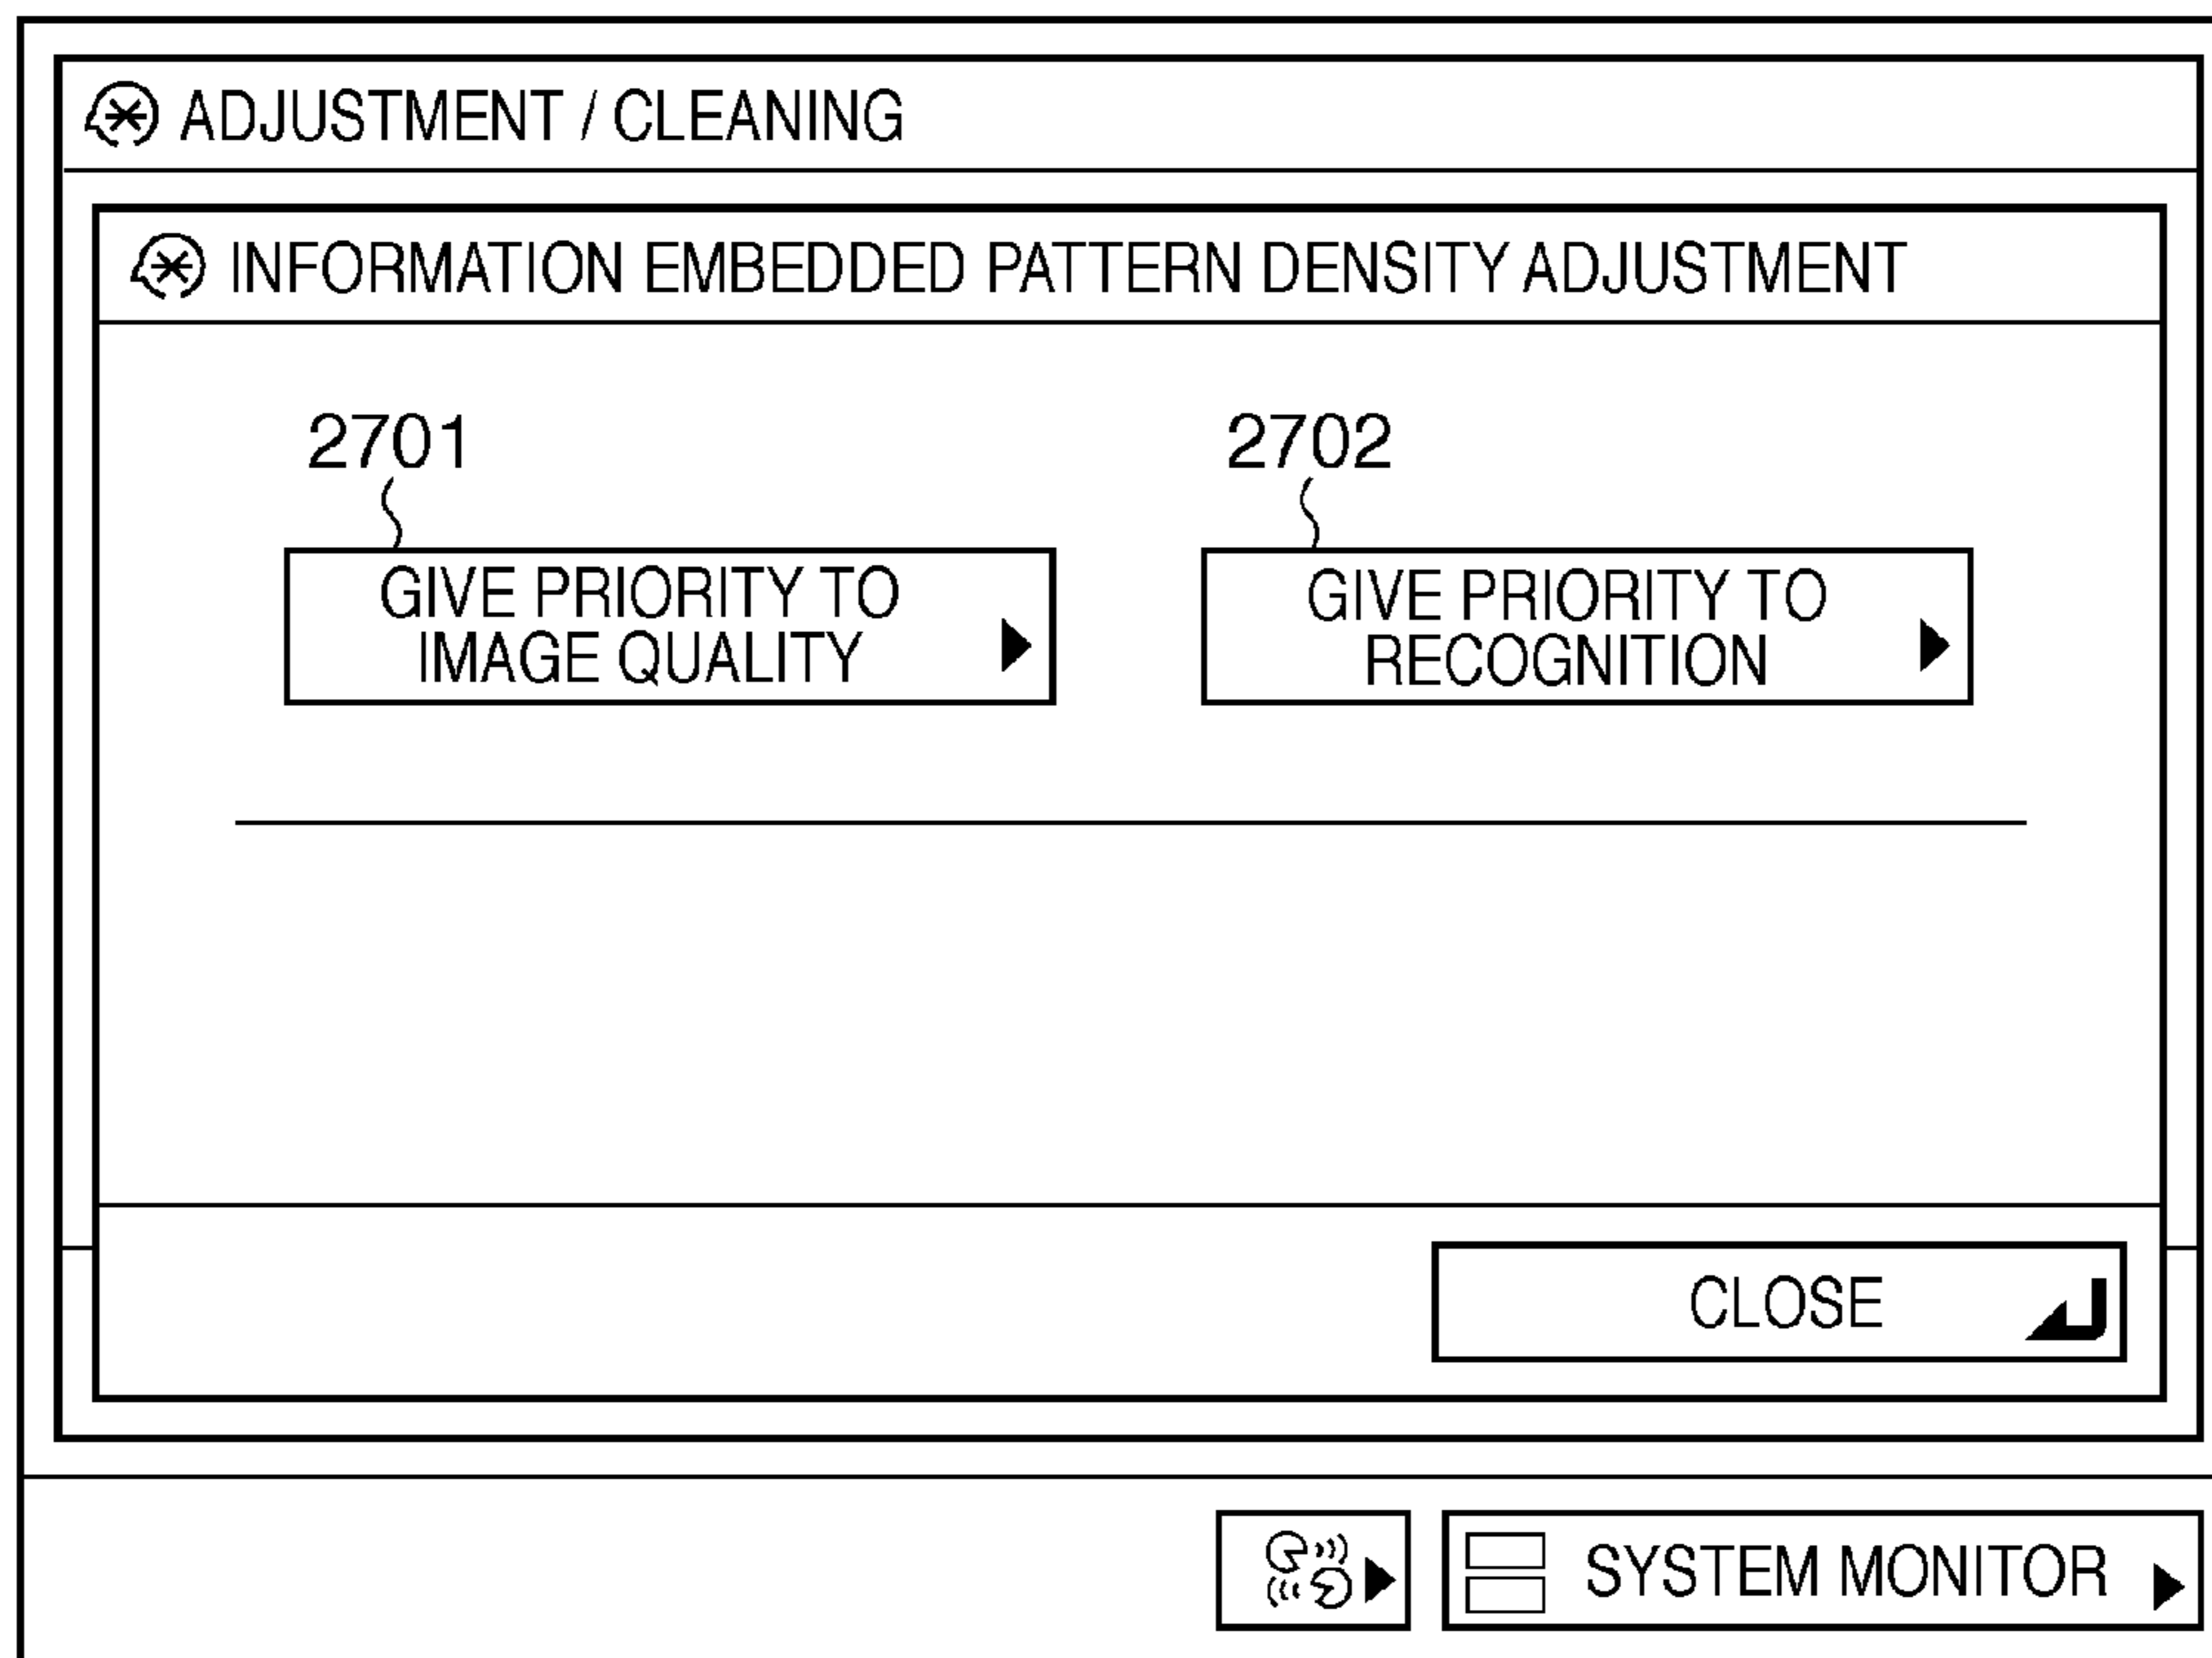 ADJUSTMENT / CLEANING
INFORMATION EMBEDDED PATTERN DENSITY ADJUSTMENT
2701
2702
GIVE PRIORITY TO
IMAGE QUALITY
GIVE PRIORITY TO
RECOGNITION
CLOSE
SYSTEM MONITOR